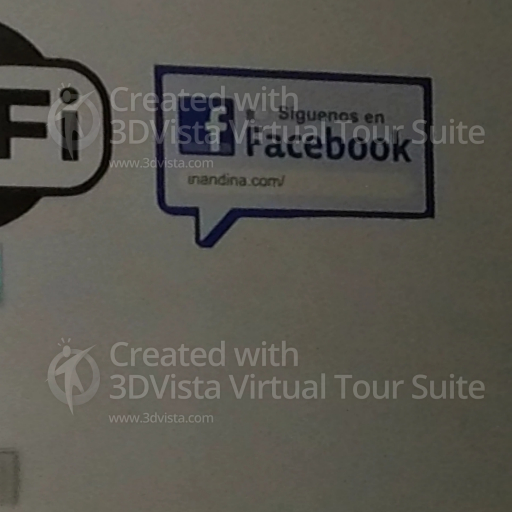 Fi
f
Síguenos en
Facebook
inandina.com/
Created with
3DVista Virtual Tour Suite
www.3dvista.com
Created with
3DVista Virtual Tour Suite
www.3dvista.com